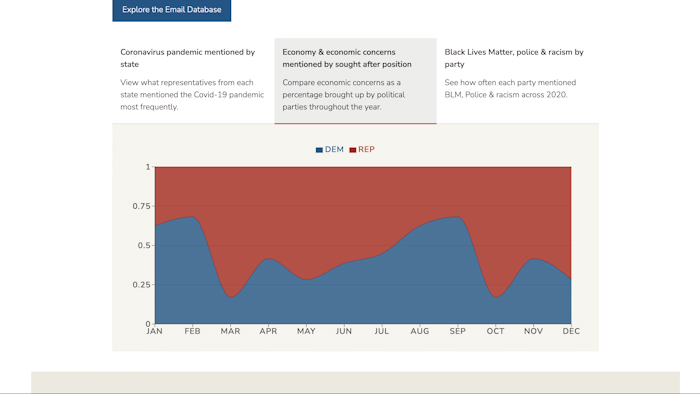 Explore the Email Database
Coronavirus pandemic mentioned by
state
View what representatives from each
state mentioned the Covid-19 pandemic
most frequently.
Economy & economic concerns
mentioned by sought after position
Compare economic concerns as a
percentage brought up by political
parties throughout the year.
Black Lives Matter, police & racism by
party
See how often each party mentioned
BLM, Police & racism across 2020.
DEM REP
1
0.75
0.5
0.25
0
JAN FEB MAR APR MAY JUN JUL AUG SEP OCT NOV DEC